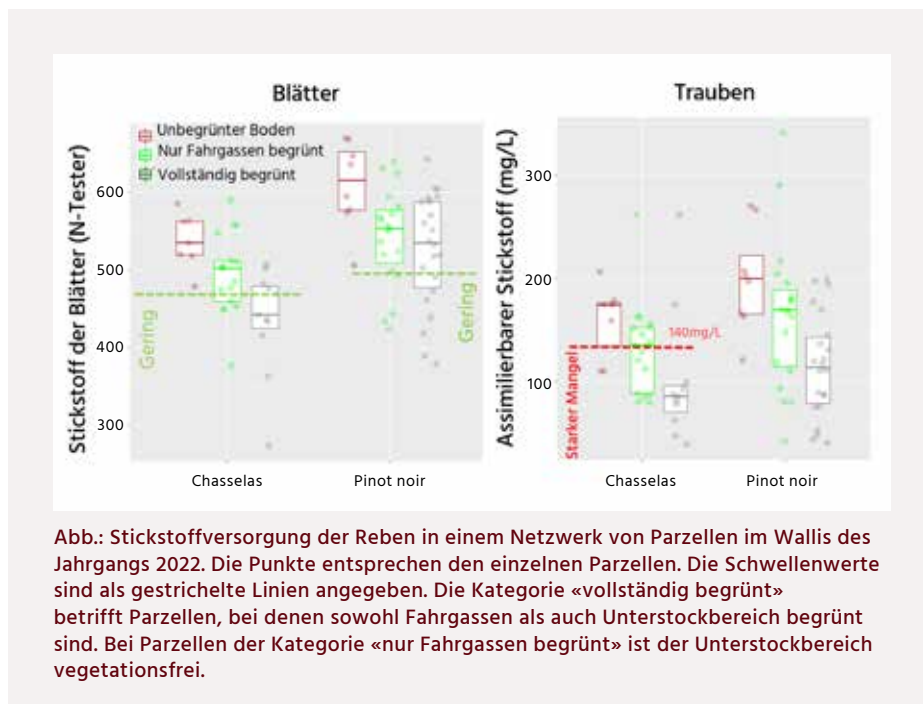 Blätter
Trauben
Stickstoff der Blätter (N-Tester)
Unbegrünter Boden
Nur Fahrgassen begrünt
Vollständig begrünt
600
500
400
300
Gering
Gering
Chasselas
Pinot noir
Assimilierbarer Stickstoff (mg/L)
300
200
100
140mg/L
Starker Mangel
Chasselas
Pinot noir
Abb.: Stickstoffversorgung der Reben in einem Netzwerk von Parzellen im Wallis des
Jahrgangs 2022. Die Punkte entsprechen den einzelnen Parzellen. Die Schwellenwerte
sind als gestrichelte Linien angegeben. Die Kategorie «vollständig begrünt»
betrifft Parzellen, bei denen sowohl Fahrgassen als auch Unterstockbereich begrünt
sind. Bei Parzellen der Kategorie «nur Fahrgassen begrünt» ist der Unterstockbereich
vegetationsfrei.